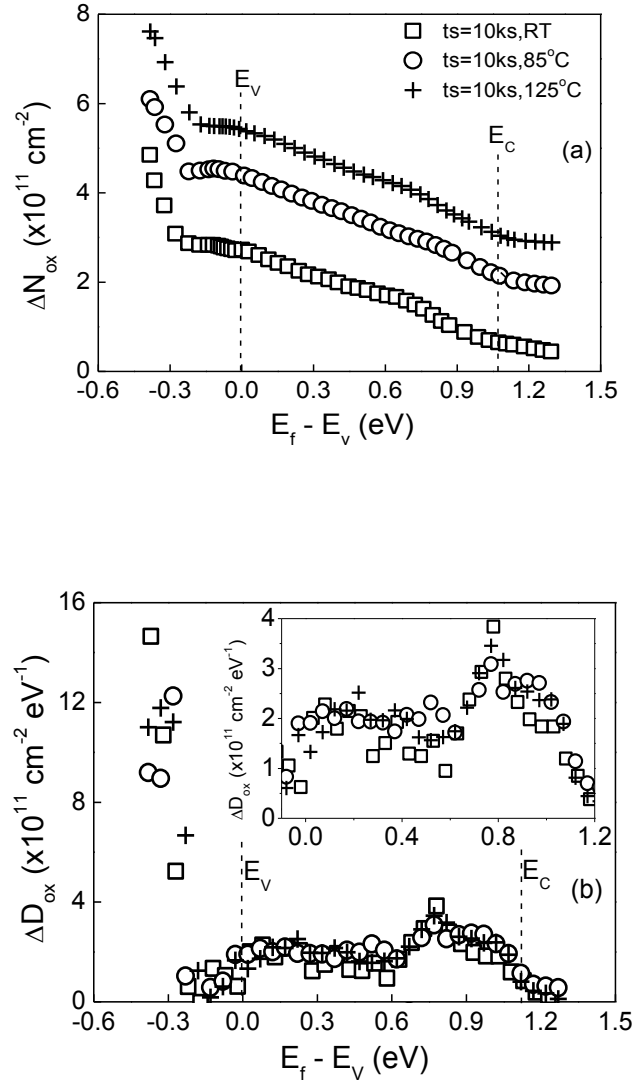 8
6
4
2
0
ΔN_ox (x10^11 cm^-2)
□ ts=10ks,RT
○ ts=10ks,85°C
+ ts=10ks,125°C
E_V
E_C
(a)
-0.6 -0.3 0.0 0.3 0.6 0.9 1.2 1.5
E_f - E_v (eV)
16
12
8
4
0
ΔD_ox (x10^11 cm^-2 eV^-1)
4
3
2
1
0
ΔD_ox (x10^11 cm^-2 eV^-1)
0.0 0.4 0.8 1.2
E_V
E_C
(b)
-0.6 -0.3 0.0 0.3 0.6 0.9 1.2 1.5
E_f - E_V (eV)